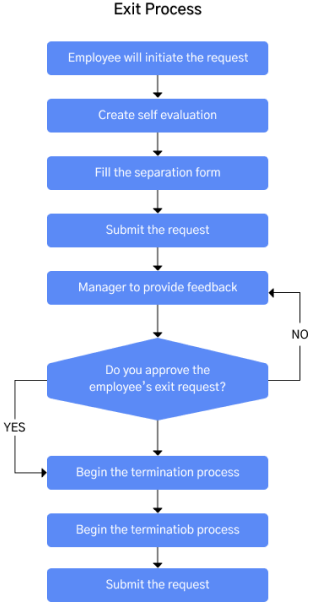 Exit Process
Employee will initiate the request
Create self evaluation
Fill the separation form
Submit the request
Manager to provide feedback
NO
Do you approve the
employee's exit request?
YES
Begin the termination process
Begin the terminatiob process
Submit the request